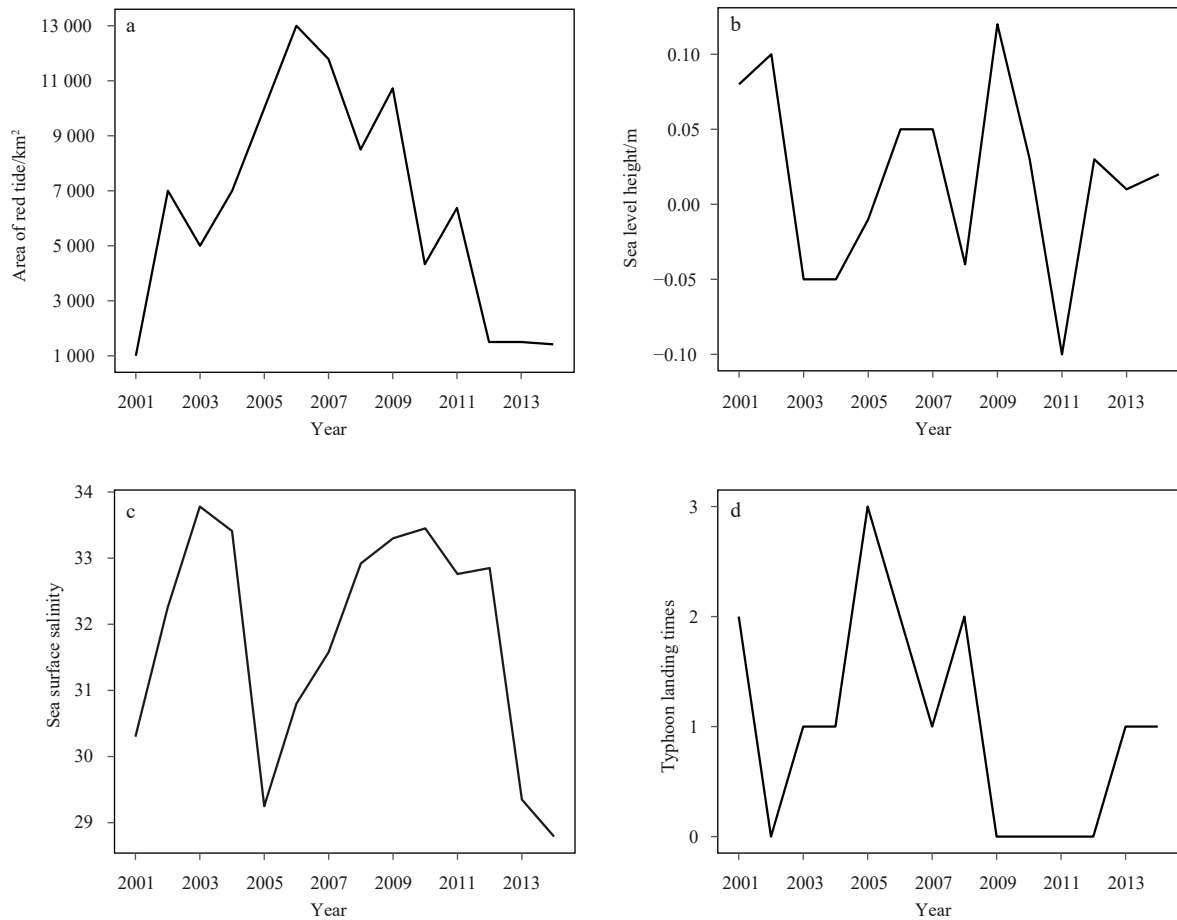 a
13 000
11 000
9 000
7 000
5 000
3 000
1 000
Area of red tide/km²
2001 2003 2005 2007 2009 2011 2013
Year
b
0.10
0.05
0.00
−0.05
−0.10
Sea level height/m
2001 2003 2005 2007 2009 2011 2013
Year
c
34
33
32
31
30
29
Sea surface salinity
2001 2003 2005 2007 2009 2011 2013
Year
d
3
2
1
0
Typhoon landing times
2001 2003 2005 2007 2009 2011 2013
Year